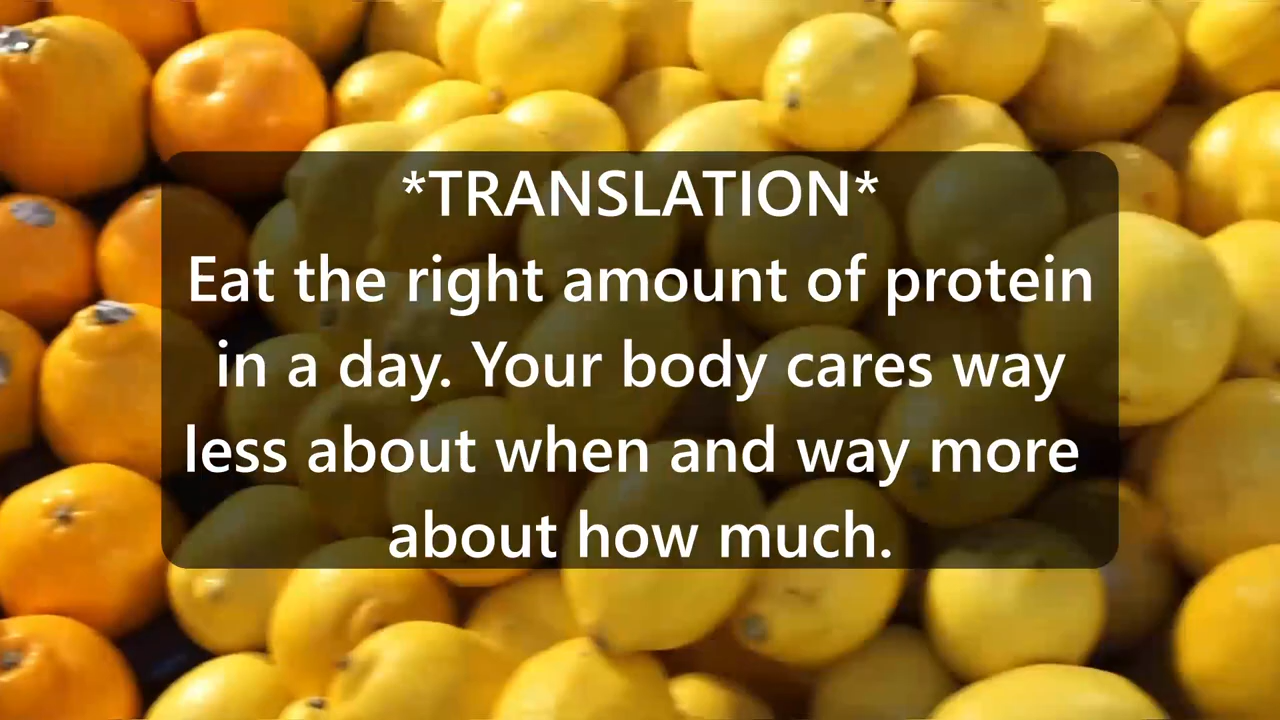 *TRANSLATION*
Eat the right amount of protein
in a day. Your body cares way
less about when and way more
about how much.